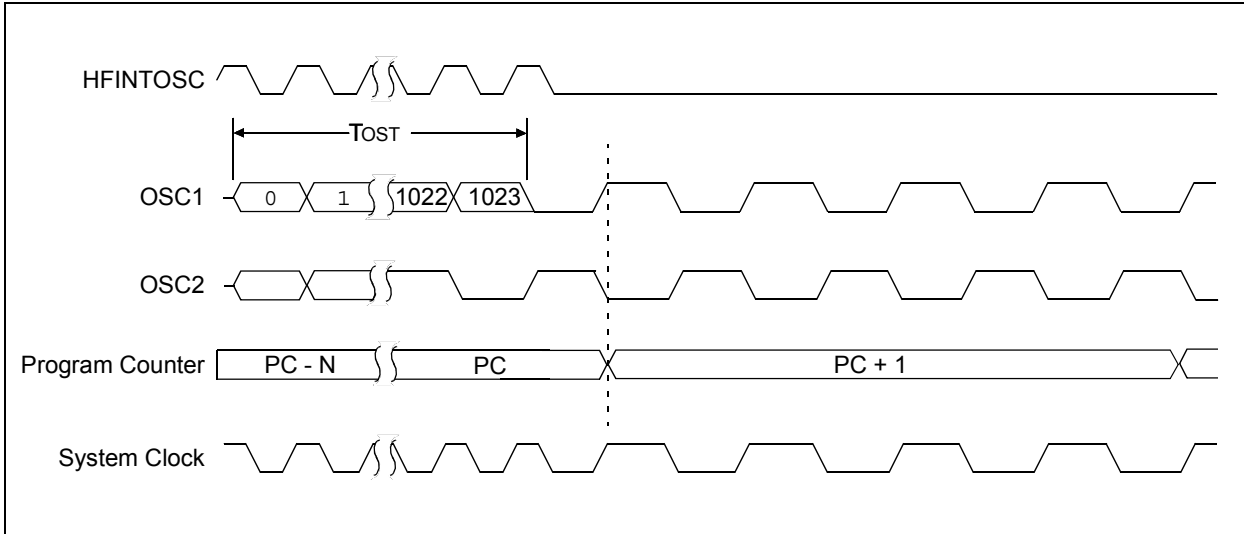 HFINTOSC
TOST
OSC1 0 1 1022 1023
OSC2
Program Counter PC - N PC PC + 1
System Clock